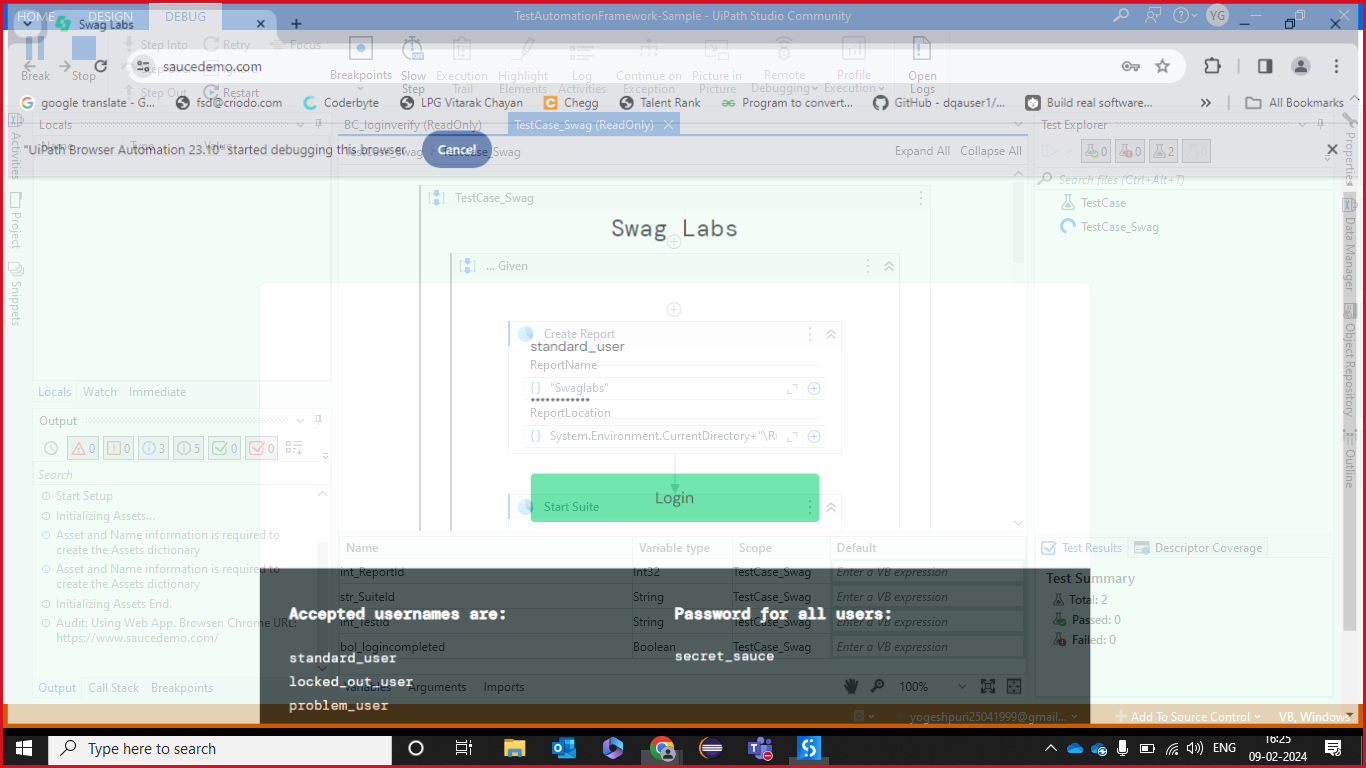 HOME DESIGN DEBUG
Swag Labs
TestAutomationFramework-Sample - UiPath Studio Community
YG
Break
Stop
Step Into
Step Out
Retry
Restart
Focus
Breakpoints
Slow Step
Execution Trail
Highlight Elements
Log Activities
Continue on Exception
Picture in Picture
Remote Debugging
Profile Execution
Open Logs
saucedemo.com
google translate - G...
fsd@criodo.com
Coderbyte
LPG Vitarak Chayan
Chegg
Talent Rank
Program to convert...
GitHub - dqauser1/...
Build real software...
»
All Bookmarks
Locals
BC_loginverify (ReadOnly)
TestCase_Swag (ReadOnly)
Test Explorer
Name Type Value
"UiPath Browser Automation 23.10" started debugging this browser
Cancel
TestCase_Swag
TestCase_Swag
Expand All Collapse All
0
0
2
Search files (Ctrl+Alt+T)
TestCase
TestCase_Swag
Activities
Project
Snippets
Properties
Data Manager
Object Repository
Outline
TestCase_Swag
Swag Labs
... Given
Create Report
standard_user
ReportName
"Swaglabs"
ReportLocation
System.Environment.CurrentDirectory+"\Re
Start Suite
Login
Locals Watch Immediate
Output
0 0 3 5 0 0
Search
Start Setup
Initializing Assets...
Asset and Name information is required to
create the Assets dictionary
Asset and Name information is required to
create the Assets dictionary
Initializing Assets End.
Audit: Using Web App. Browser: Chrome URL:
https://www.saucedemo.com/
Output Call Stack Breakpoints
Name Variable type Scope Default
int_ReportId Int32 TestCase_Swag Enter a VB expression
str_SuiteId String TestCase_Swag Enter a VB expression
int_TestId String TestCase_Swag Enter a VB expression
bol_logincompleted Boolean TestCase_Swag Enter a VB expression
Variables Arguments Imports
100%
Accepted usernames are:
standard_user
locked_out_user
problem_user
Password for all users:
secret_sauce
Test Results Descriptor Coverage
Test Summary
Total: 2
Passed: 0
Failed: 0
yogeshpuri25041999@gmail...
Add To Source Control
VB, Windows
Type here to search
ENG
16:25
09-02-2024